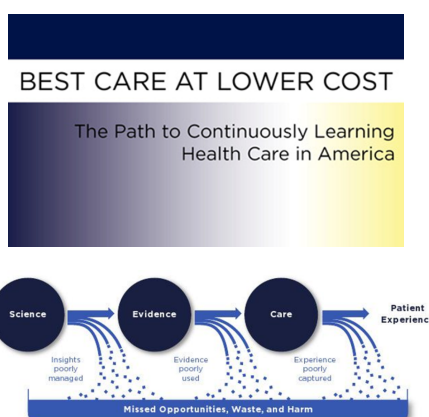 BEST CARE AT LOWER COST
The Path to Continuously Learning
Health Care in America
Science
Evidence
Care
Patient
Experienc
Insights
poorly
managed
Evidence
poorly
used
Experience
poorly
captured
Missed Opportunities, Waste, and Harm